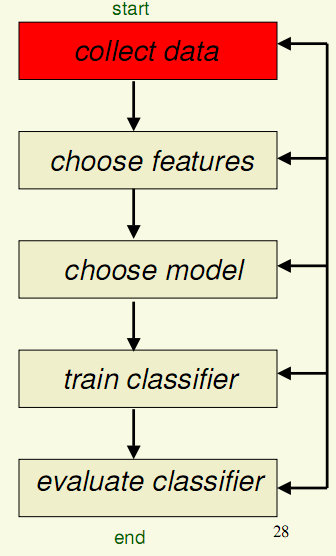 start
collect data
choose features
choose model
train classifier
evaluate classifier
28
end